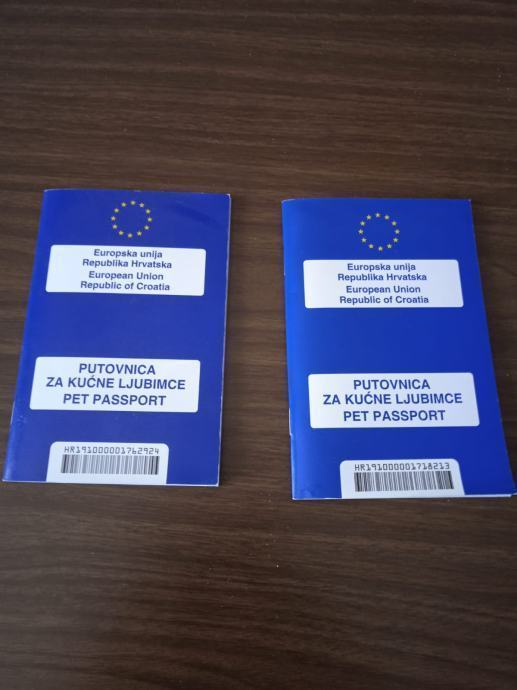 Europska unija
Republika Hrvatska
European Union
Republic of Croatia
PUTOVNICA
ZA KUĆNE LJUBIMCE
PET PASSPORT
HR191000001762924
Europska unija
Republika Hrvatska
European Union
Republic of Croatia
PUTOVNICA
ZA KUĆNE LJUBIMCE
PET PASSPORT
HR191000001718213